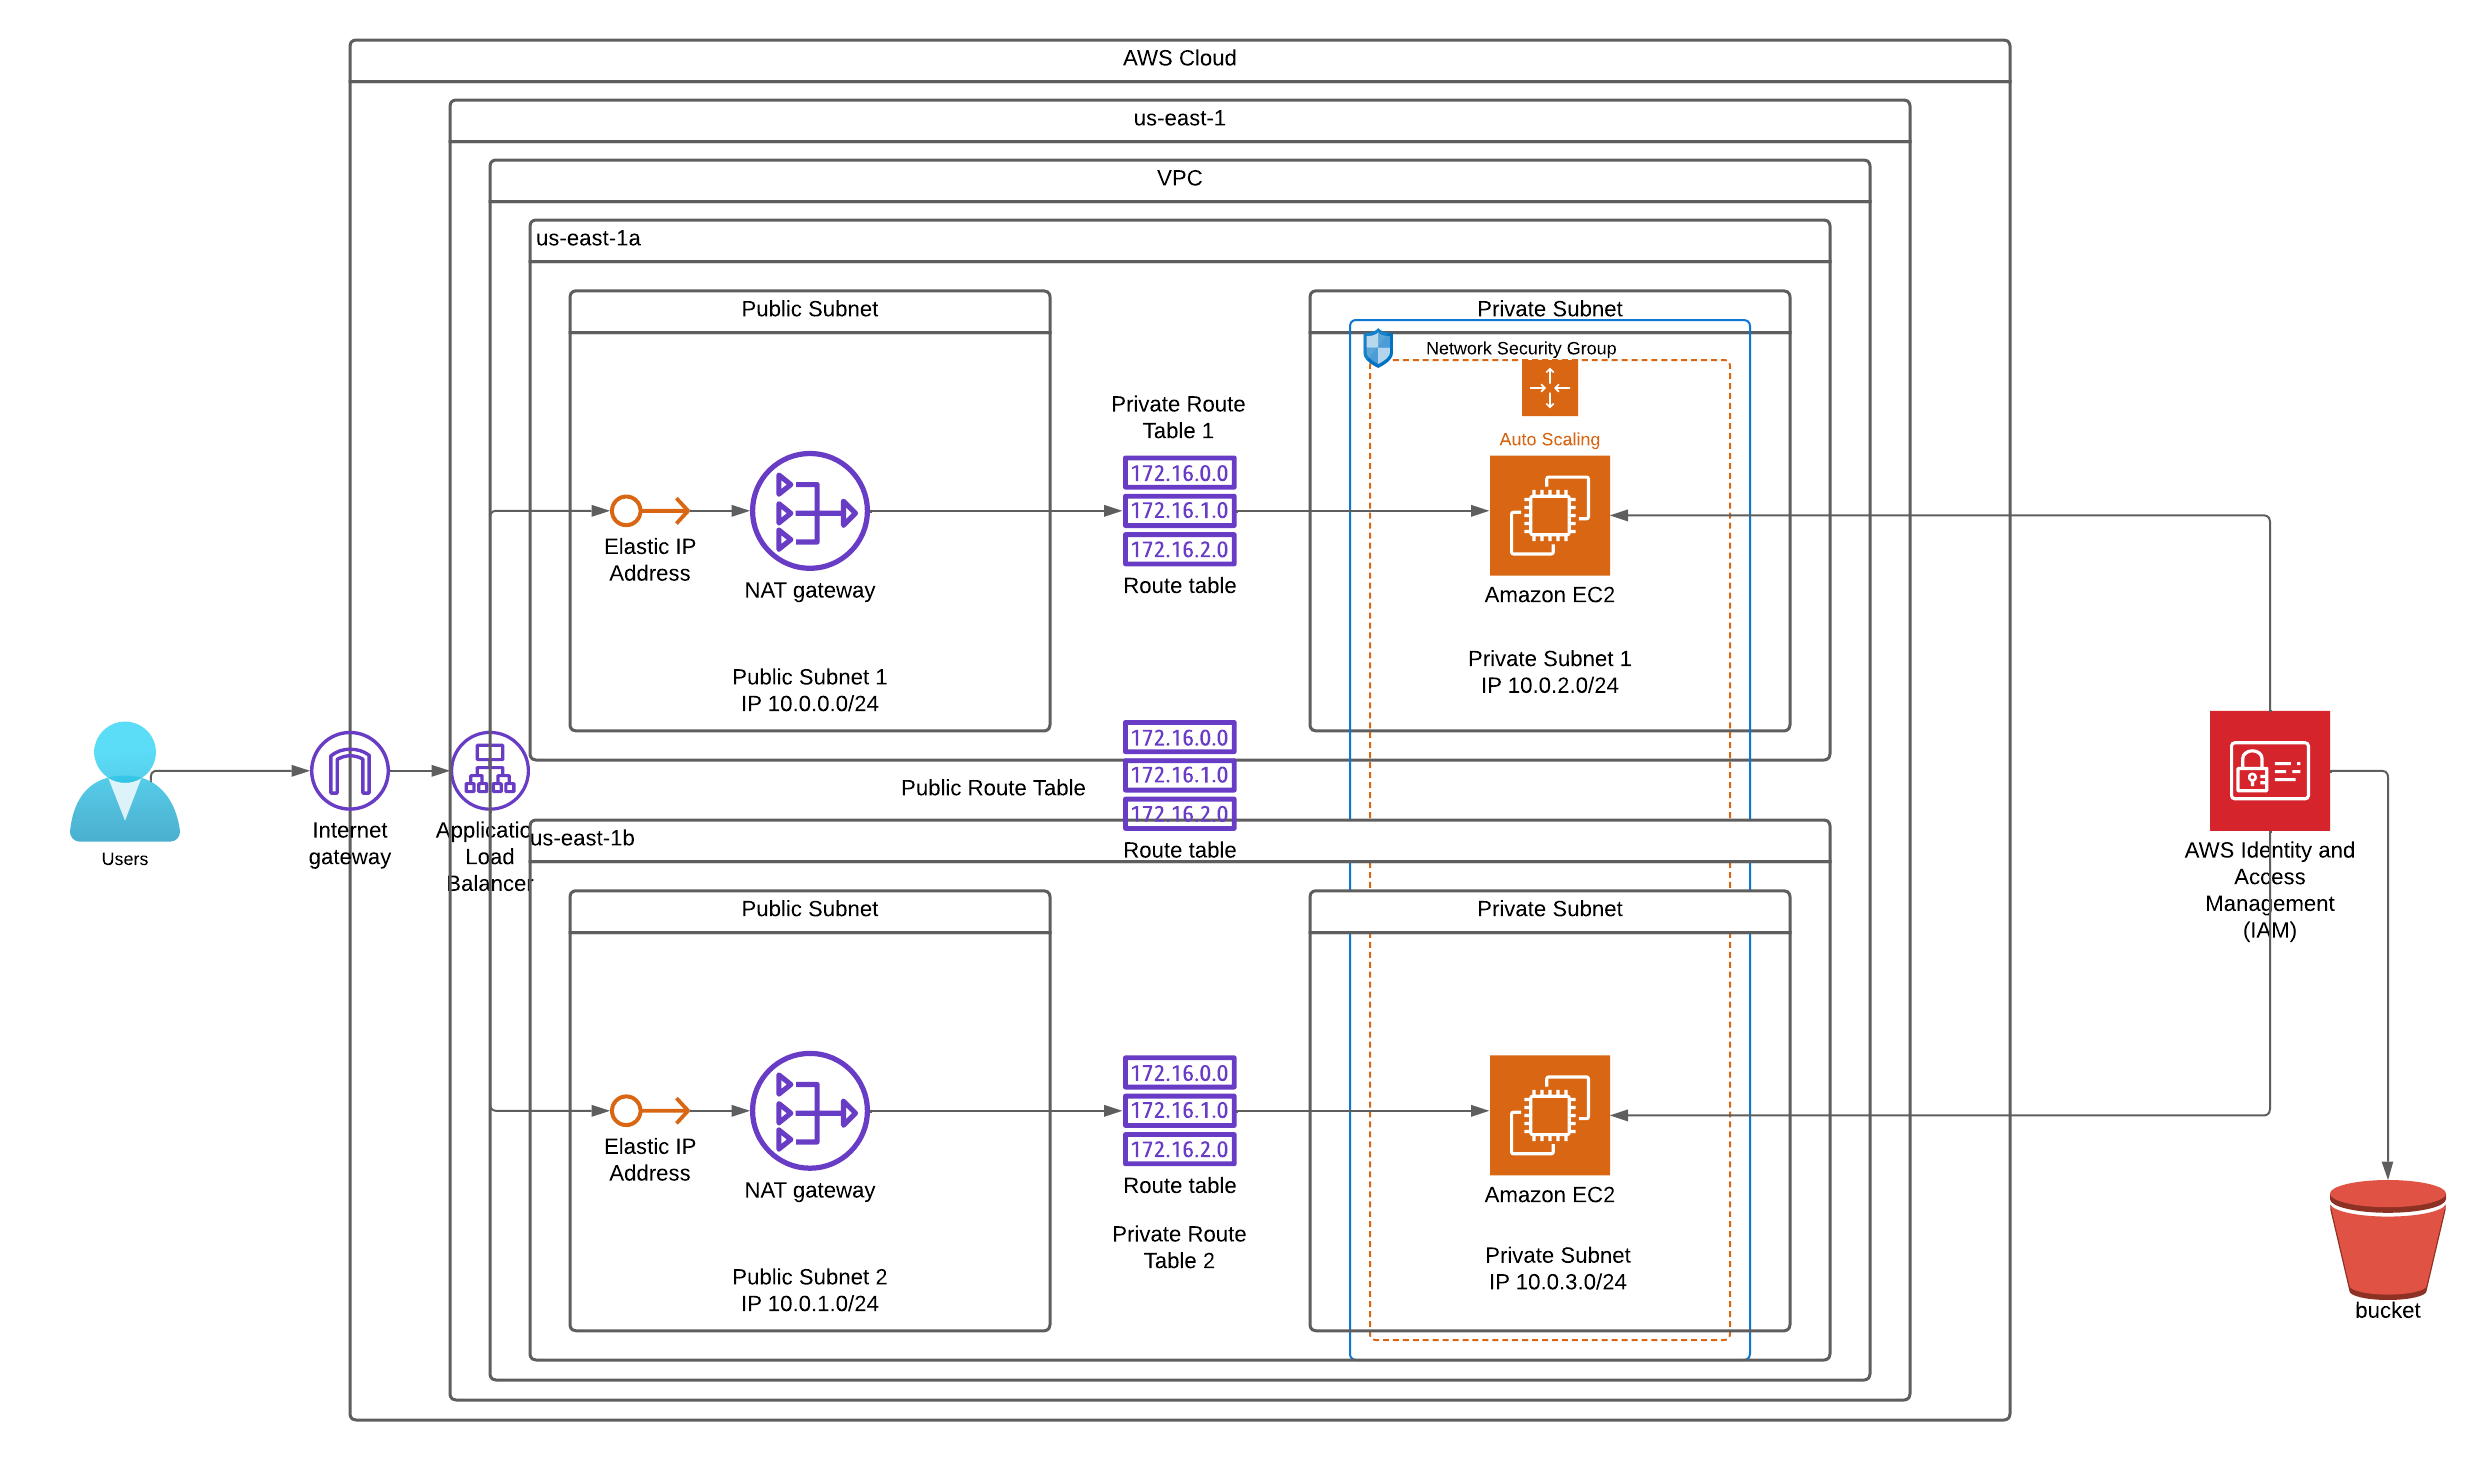 AWS Cloud
us-east-1
VPC
us-east-1a
Public Subnet
Private Subnet
Network Security Group
Auto Scaling
Private Route
Table 1
172.16.0.0
172.16.1.0
172.16.2.0
Route table
Elastic IP
Address
NAT gateway
Amazon EC2
Public Subnet 1
IP 10.0.0.0/24
Private Subnet 1
IP 10.0.2.0/24
Users
Internet
gateway
Application
Load
Balancer
Public Route Table
172.16.0.0
172.16.1.0
172.16.2.0
Route table
AWS Identity and
Access
Management
(IAM)
us-east-1b
Public Subnet
Private Subnet
Elastic IP
Address
NAT gateway
172.16.0.0
172.16.1.0
172.16.2.0
Route table
Private Route
Table 2
Amazon EC2
Public Subnet 2
IP 10.0.1.0/24
Private Subnet
IP 10.0.3.0/24
bucket